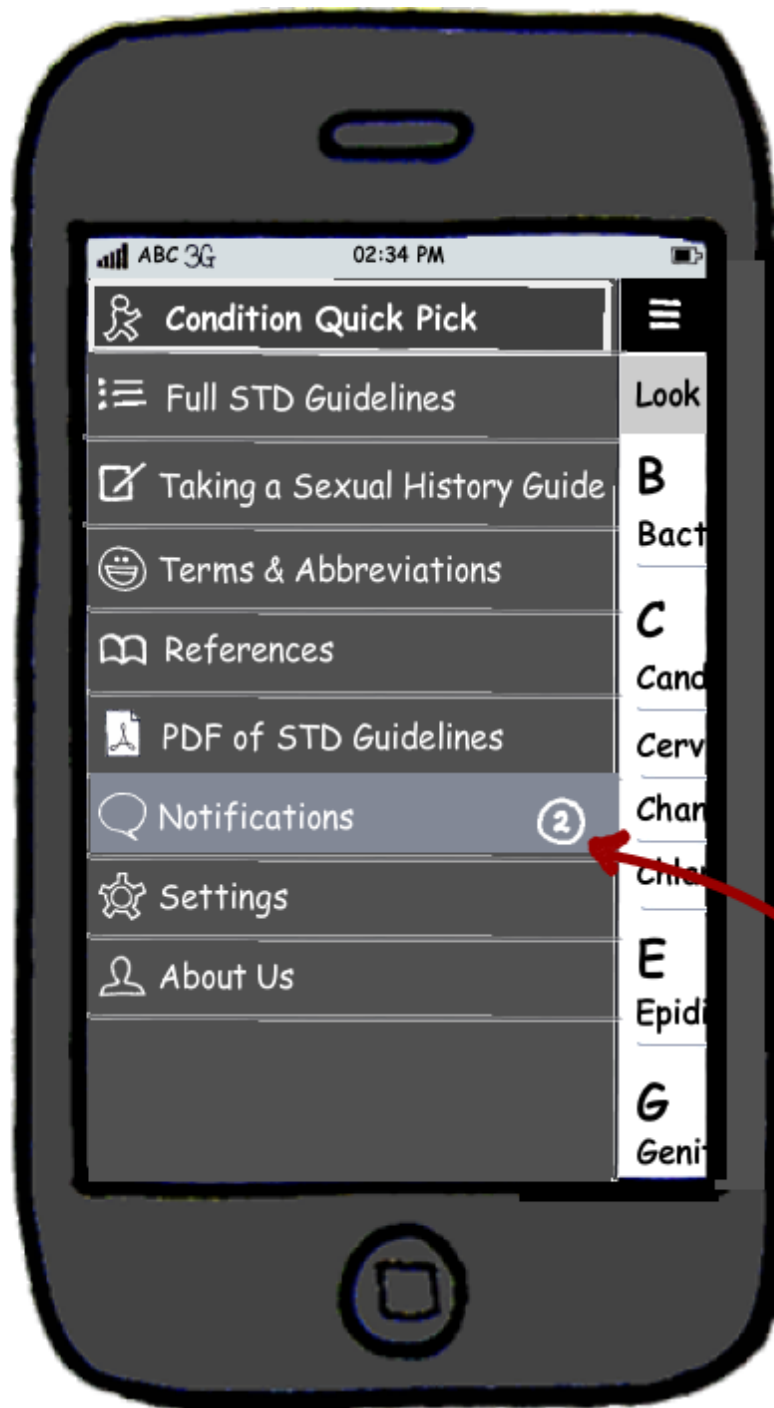 ABC 3G 02:34 PM
Condition Quick Pick
Full STD Guidelines
Taking a Sexual History Guide
Terms & Abbreviations
References
PDF of STD Guidelines
Notifications 2
Settings
About Us
Look
B
Bact
C
Cand
Cerv
Chan
Chla
E
Epidi
G
Geni